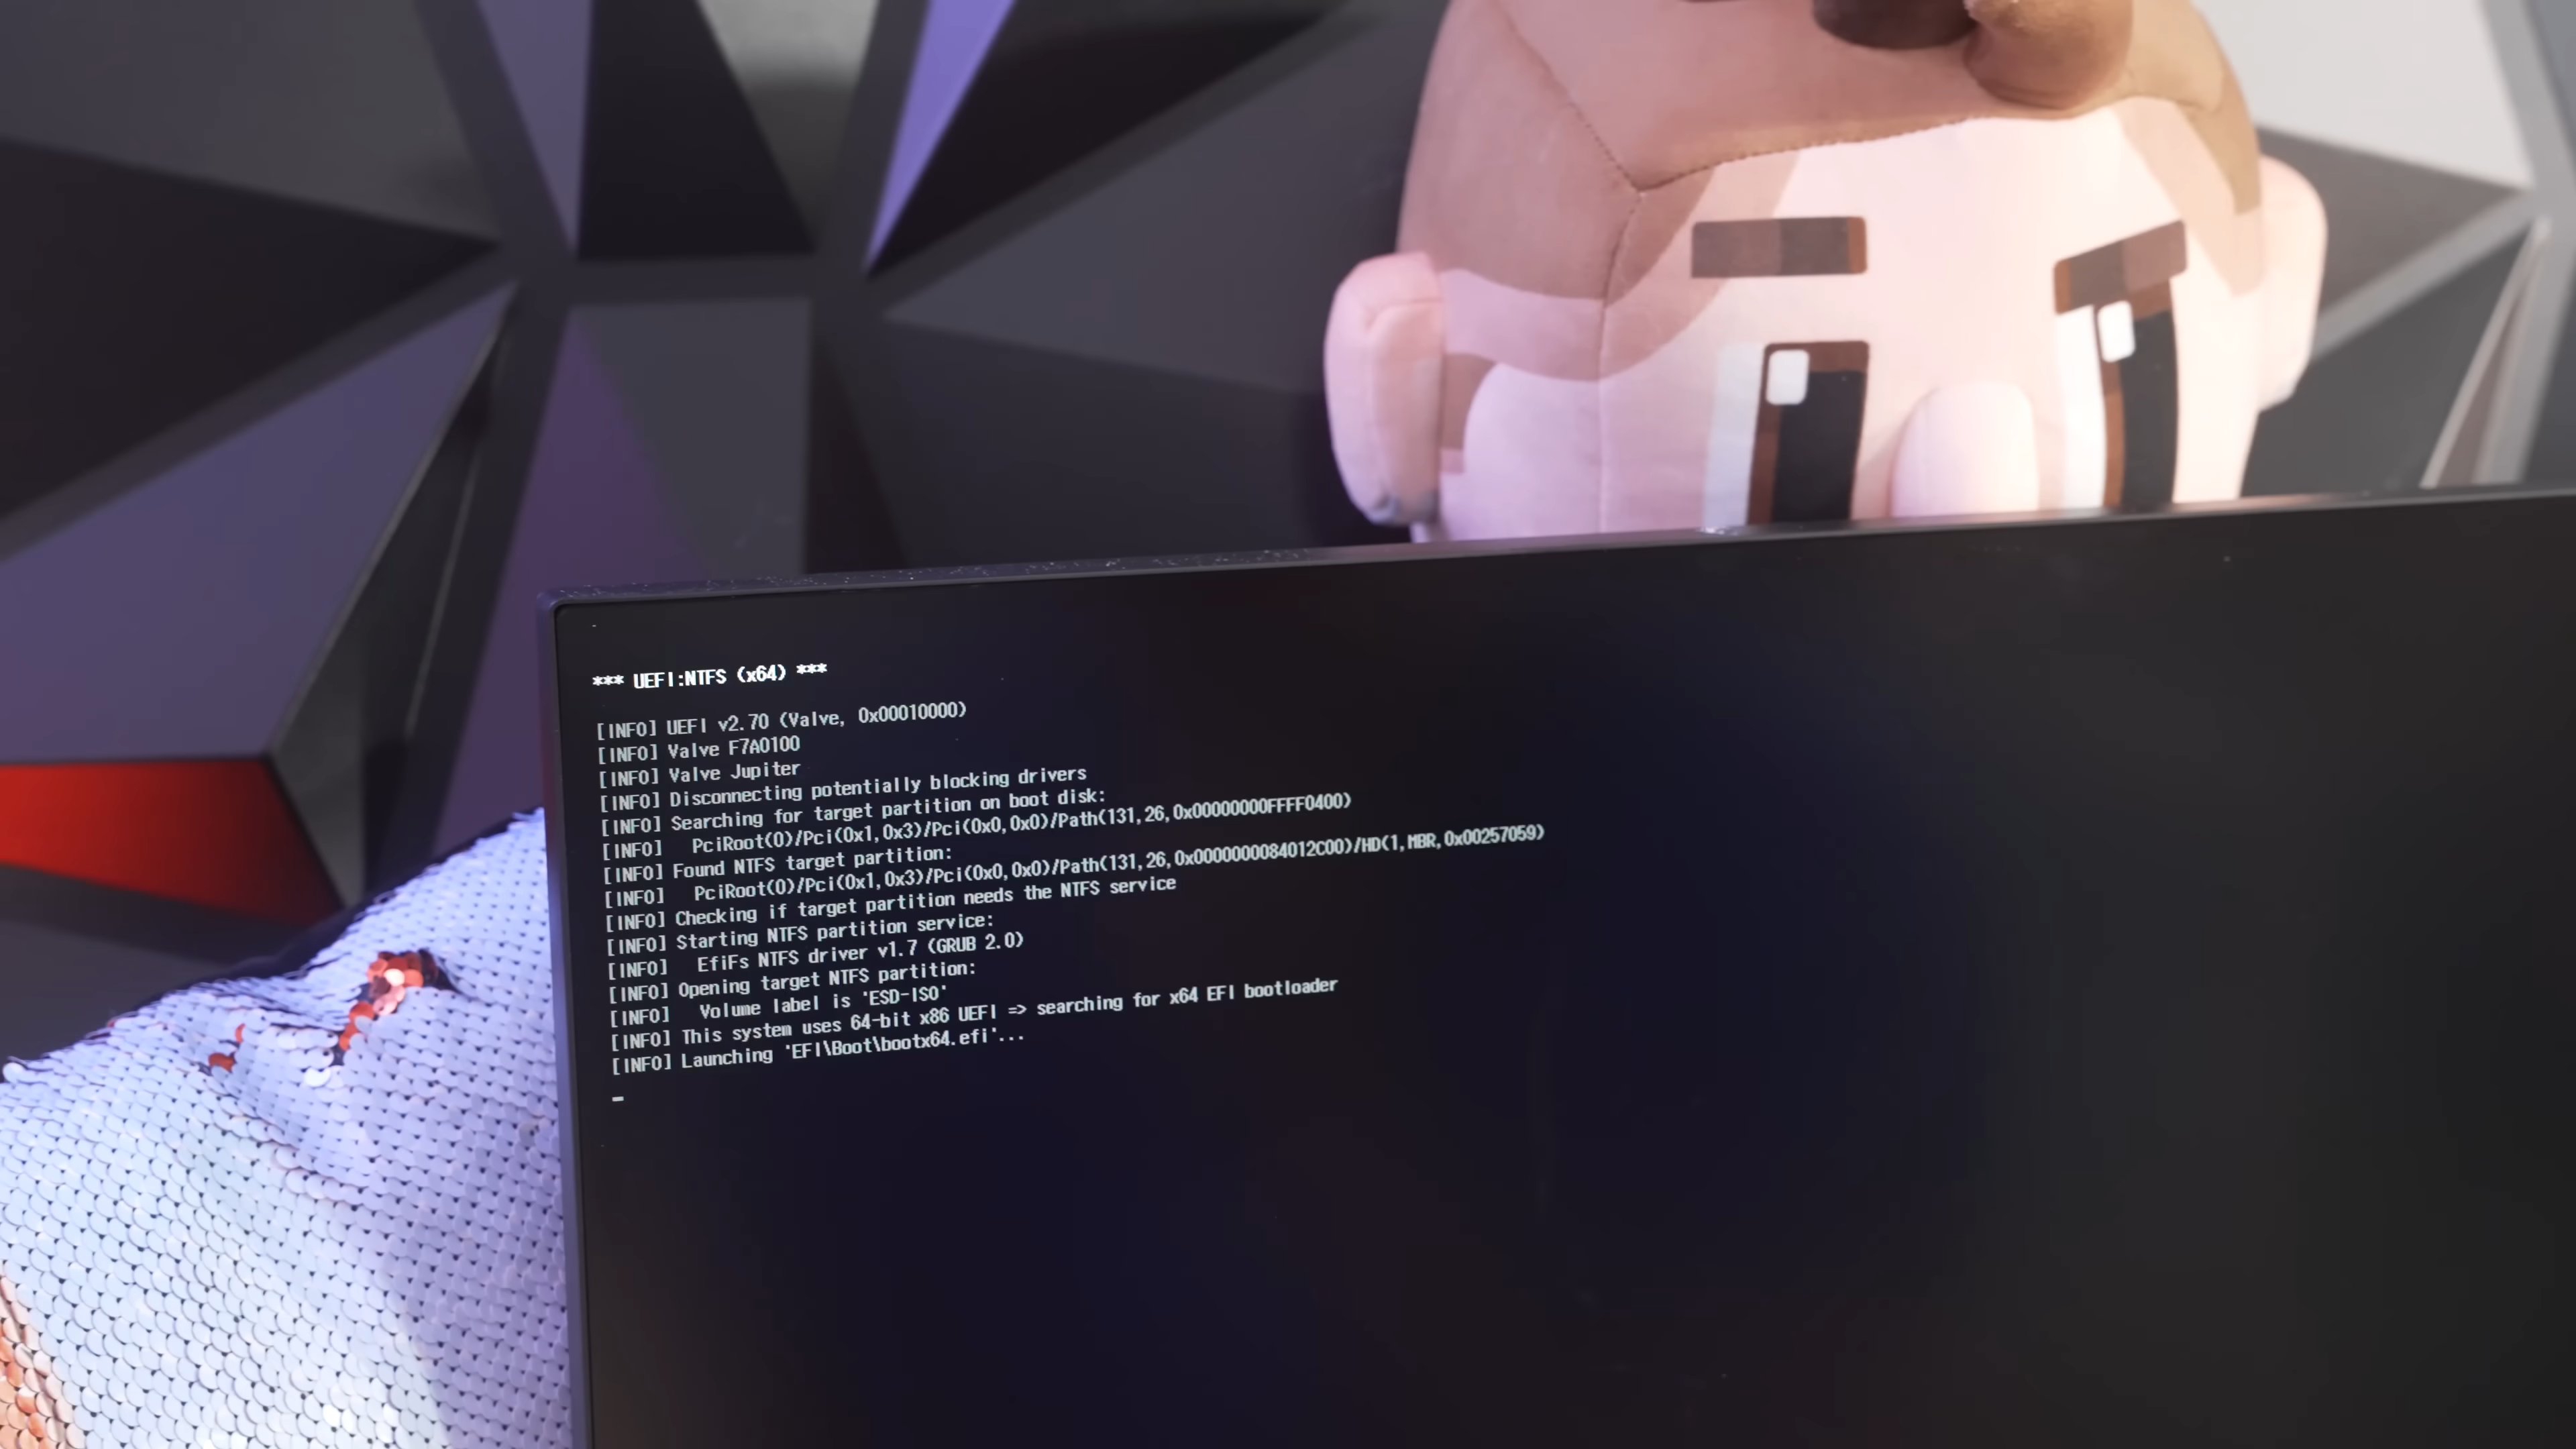 *** UEFI:NTFS (x64) ***
[INFO] UEFI v2.70 (Valve, 0x00010000)
[INFO] Valve F7A0100
[INFO] Valve Jupiter
[INFO] Disconnecting potentially blocking drivers
[INFO] Searching for target partition on boot disk:
[INFO]   PciRoot(0)/Pci(0x1,0x3)/Pci(0x0,0x0)/Path(131,26,0x00000000FFFF0400)
[INFO] Found NTFS target partition:
[INFO]   PciRoot(0)/Pci(0x1,0x3)/Pci(0x0,0x0)/Path(131,26,0x0000000084012C00)/HD(1,MBR,0x00257059)
[INFO] Checking if target partition needs the NTFS service
[INFO] Starting NTFS partition service:
[INFO]   EfiFs NTFS driver v1.7 (GRUB 2.0)
[INFO] Opening target NTFS partition:
[INFO]   Volume label is 'ESD-ISO'
[INFO] This system uses 64-bit x86 UEFI => searching for x64 EFI bootloader
[INFO] Launching 'EFI\Boot\bootx64.efi'...